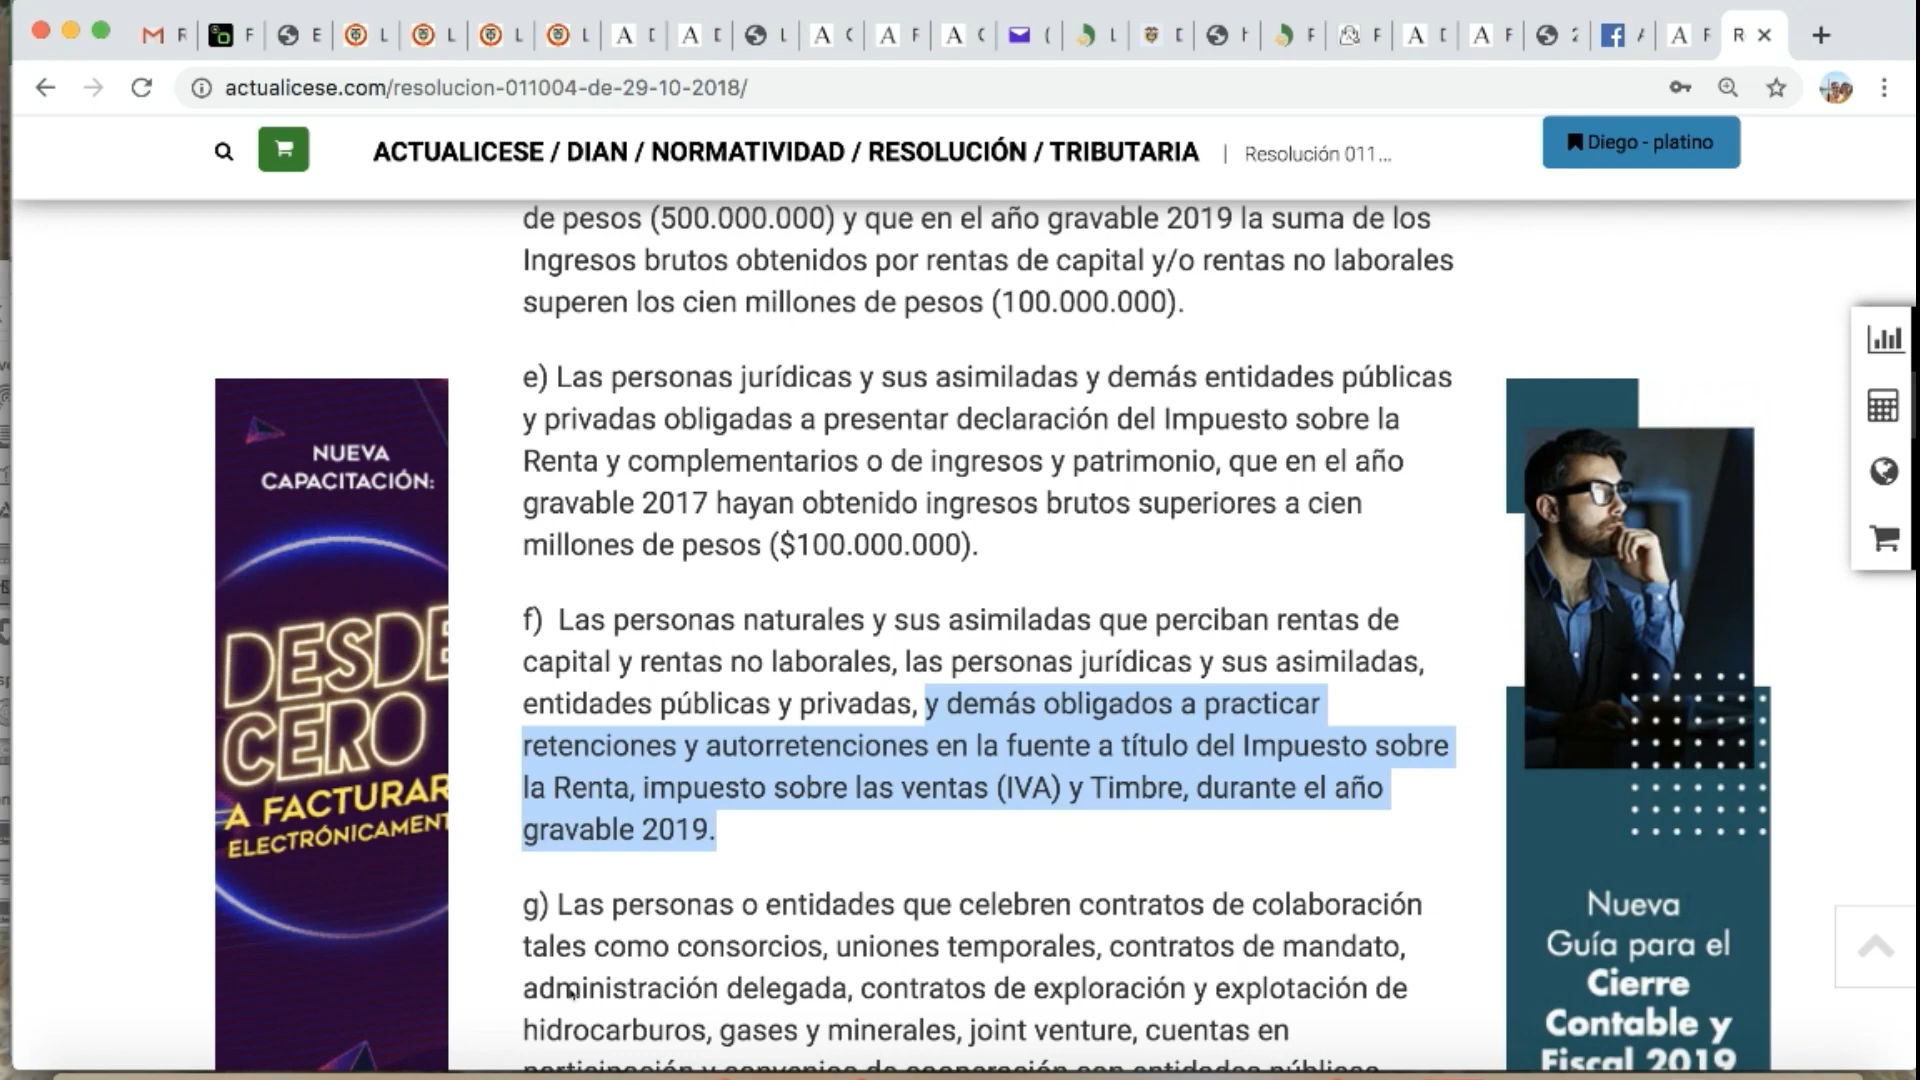 actualicese.com/resolucion-011004-de-29-10-2018/
ACTUALICESE / DIAN / NORMATIVIDAD / RESOLUCIÓN / TRIBUTARIA | Resolución 011...
Diego - platino
de pesos (500.000.000) y que en el año gravable 2019 la suma de los
Ingresos brutos obtenidos por rentas de capital y/o rentas no laborales
superen los cien millones de pesos (100.000.000).
e) Las personas jurídicas y sus asimiladas y demás entidades públicas
y privadas obligadas a presentar declaración del Impuesto sobre la
Renta y complementarios o de ingresos y patrimonio, que en el año
gravable 2017 hayan obtenido ingresos brutos superiores a cien
millones de pesos ($100.000.000).
f) Las personas naturales y sus asimiladas que perciban rentas de
capital y rentas no laborales, las personas jurídicas y sus asimiladas,
entidades públicas y privadas, y demás obligados a practicar
retenciones y autorretenciones en la fuente a título del Impuesto sobre
la Renta, impuesto sobre las ventas (IVA) y Timbre, durante el año
gravable 2019.
g) Las personas o entidades que celebren contratos de colaboración
tales como consorcios, uniones temporales, contratos de mandato,
administración delegada, contratos de exploración y explotación de
hidrocarburos, gases y minerales, joint venture, cuentas en
participación y convenios de cooperación con entidades públicas
NUEVA
CAPACITACIÓN:
DESDE
CERO
A FACTURAR
ELECTRÓNICAMENT
Nueva
Guía para el
Cierre
Contable y
Fiscal 2019